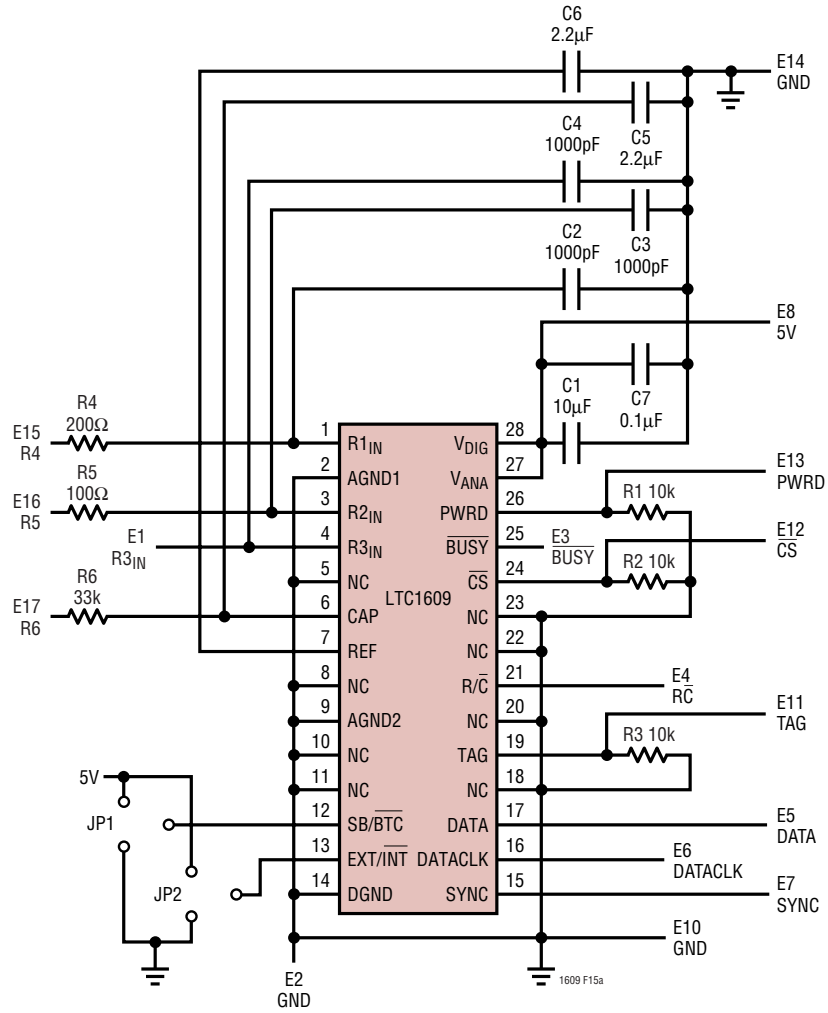 C6
2.2µF
E14
GND
C4
1000pF
C5
2.2µF
C2
1000pF
C3
1000pF
E8
5V
C1
10µF
C7
0.1µF
E15
R4
R4
200Ω
E16
R5
R5
100Ω
E1
R3IN
E17
R6
R6
33k
1 R1IN
2 AGND1
3 R2IN
4 R3IN
5 NC
6 CAP
7 REF
8 NC
9 AGND2
10 NC
11 NC
12 SB/B̅T̅C̅
13 EXT/I̅N̅T̅
14 DGND
LTC1609
VDIG 28
VANA 27
PWRD 26
B̅U̅S̅Y̅ 25
C̅S̅ 24
NC 23
NC 22
R/C̅ 21
NC 20
TAG 19
NC 18
DATA 17
DATACLK 16
SYNC 15
E13
PWRD
R1 10k
E12
C̅S̅
E3
B̅U̅S̅Y̅
R2 10k
E4
RC̅
E11
TAG
R3 10k
E5
DATA
E6
DATACLK
E7
SYNC
5V
JP1
JP2
E10
GND
E2
GND
1609 F15a